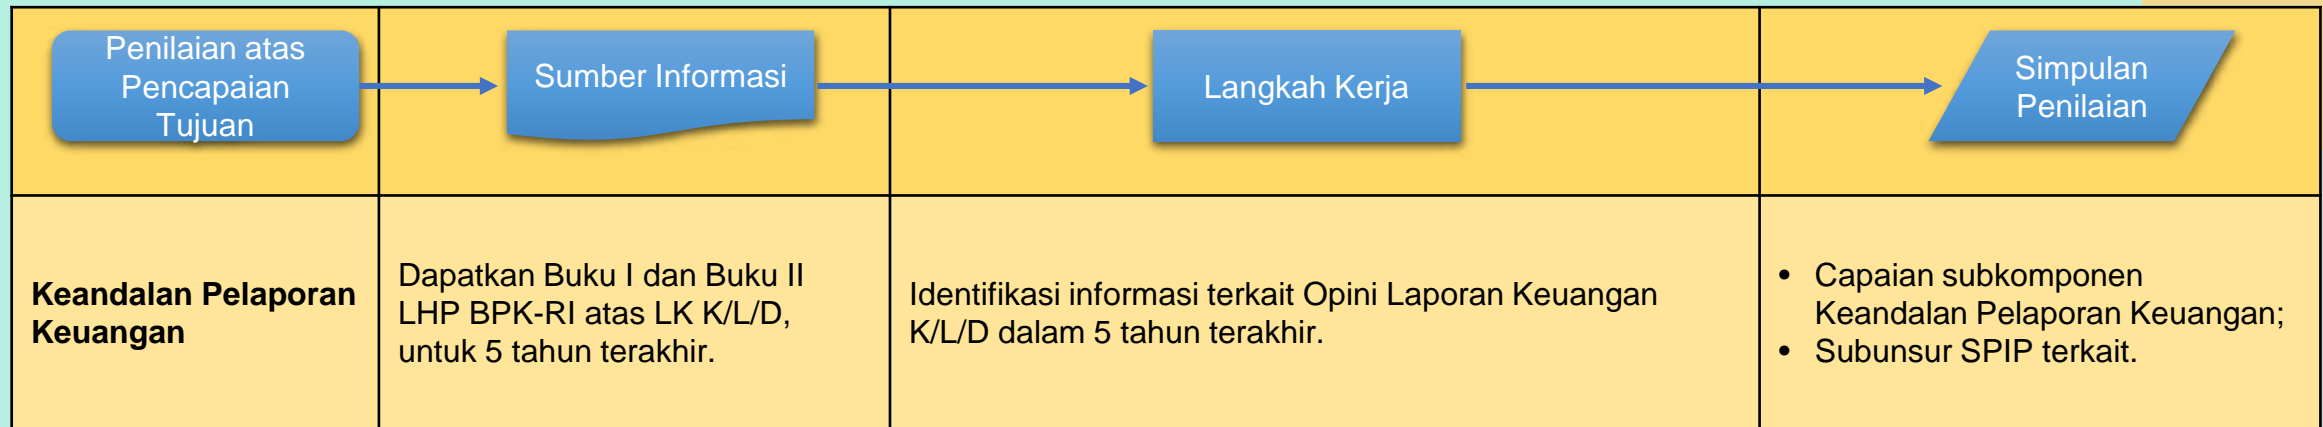 Penilaian atas
Pencapaian
Tujuan
Sumber Informasi
Langkah Kerja
Simpulan
Penilaian
Keandalan Pelaporan
Keuangan
Dapatkan Buku I dan Buku II
LHP BPK-RI atas LK K/L/D,
untuk 5 tahun terakhir.
Identifikasi informasi terkait Opini Laporan Keuangan
K/L/D dalam 5 tahun terakhir.
• Capaian subkomponen
Keandalan Pelaporan Keuangan;
• Subunsur SPIP terkait.